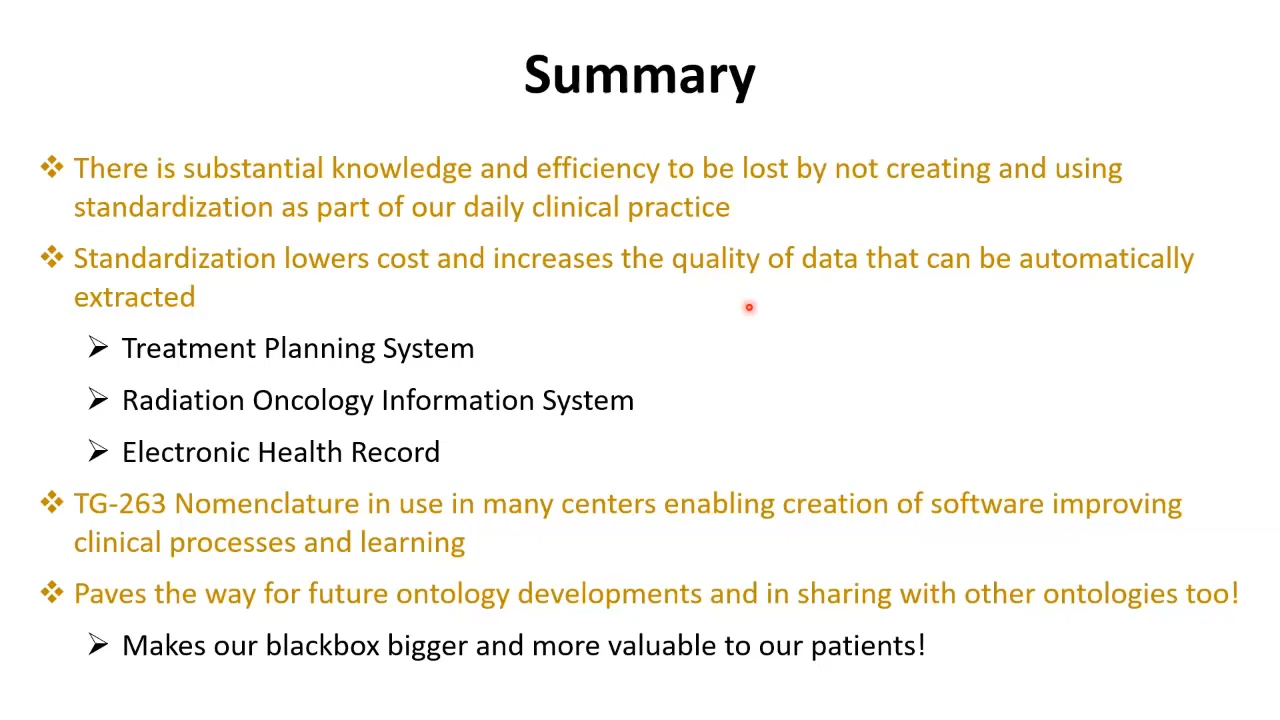 Summary
❖ There is substantial knowledge and efficiency to be lost by not creating and using
standardization as part of our daily clinical practice
❖ Standardization lowers cost and increases the quality of data that can be automatically
extracted
➢ Treatment Planning System
➢ Radiation Oncology Information System
➢ Electronic Health Record
❖ TG-263 Nomenclature in use in many centers enabling creation of software improving
clinical processes and learning
❖ Paves the way for future ontology developments and in sharing with other ontologies too!
➢ Makes our blackbox bigger and more valuable to our patients!